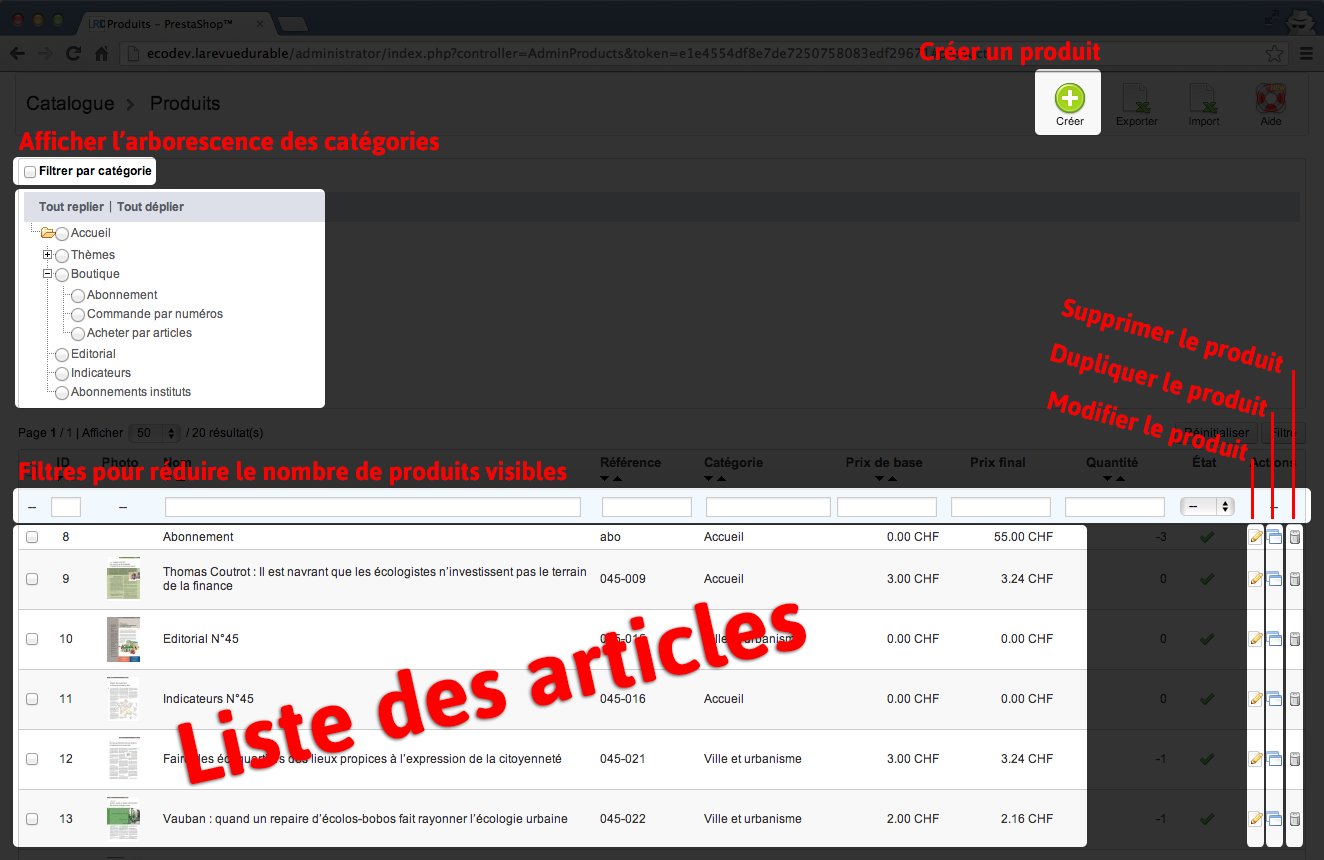 LRD Produits – PrestaShop™
ecodev.larevuedurable/administrator/index.php?controller=AdminProducts&token=e1e4554df8e7de7250758083edf2967
Créer un produit
Catalogue > Produits
Créer
Exporter
Import
Aide
Afficher l'arborescence des catégories
Filtrer par catégorie
Tout replier | Tout déplier
Accueil
Thèmes
Boutique
Abonnement
Commande par numéros
Acheter par articles
Editorial
Indicateurs
Abonnements instituts
Supprimer le produit
Dupliquer le produit
Modifier le produit
Page 1 / 1 | Afficher 50 / 20 résultat(s)
Réinitialiser
Filtrer
ID Photo Nom Référence Catégorie Prix de base Prix final Quantité État Actions
Filtres pour réduire le nombre de produits visibles
-- -- -- --
8 Abonnement abo Accueil 0.00 CHF 55.00 CHF -3
9 Thomas Coutrot : Il est navrant que les écologistes n'investissent pas le terrain
de la finance 045-009 Accueil 3.00 CHF 3.24 CHF 0
10 Editorial N°45 Ville et urbanisme 0.00 CHF 0.00 CHF 0
11 Indicateurs N°45 045-016 Accueil 0.00 CHF 0.00 CHF 0
Liste des articles
12 Faire des écoquartiers des lieux propices à l'expression de la citoyenneté 045-021 Ville et urbanisme 3.00 CHF 3.24 CHF -1
13 Vauban : quand un repaire d'écolos-bobos fait rayonner l'écologie urbaine 045-022 Ville et urbanisme 2.00 CHF 2.16 CHF -1